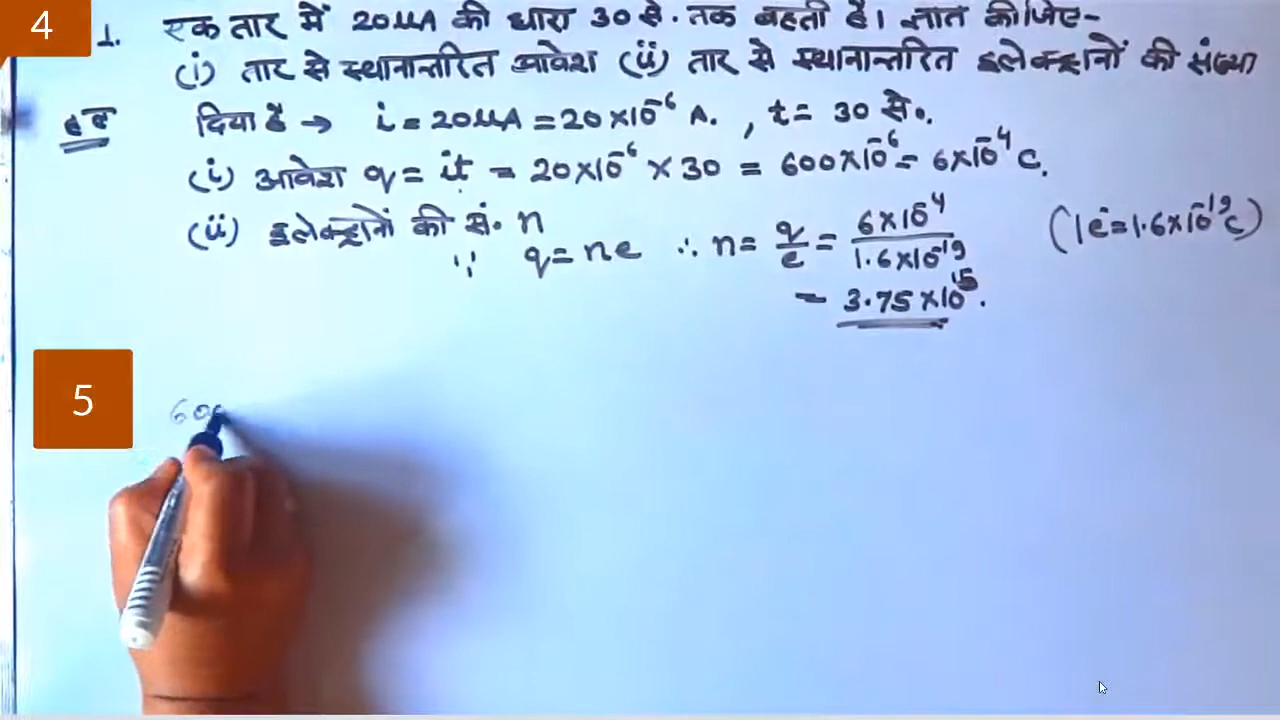 4
1. एक तार में 20μA की धारा 30 से. तक बहती है। ज्ञात कीजिए-
(i) तार से स्थानान्तरित आवेश (ii) तार से स्थानान्तरित इलेक्ट्रानों की संख्या
हल दिया है → i = 20μA = 20×10⁻⁶ A. , t = 30 से.
(i) आवेश q = it = 20×10⁻⁶ × 30 = 600×10⁻⁶ = 6×10⁻⁴ C.
(ii) इलेक्ट्रानों की सं. n
∵ q = ne ∴ n = q/e = 6×10⁻⁴/1.6×10⁻¹⁹ (1e⁻=1.6×10⁻¹⁹C)
= 3.75×10¹⁵.
5
600